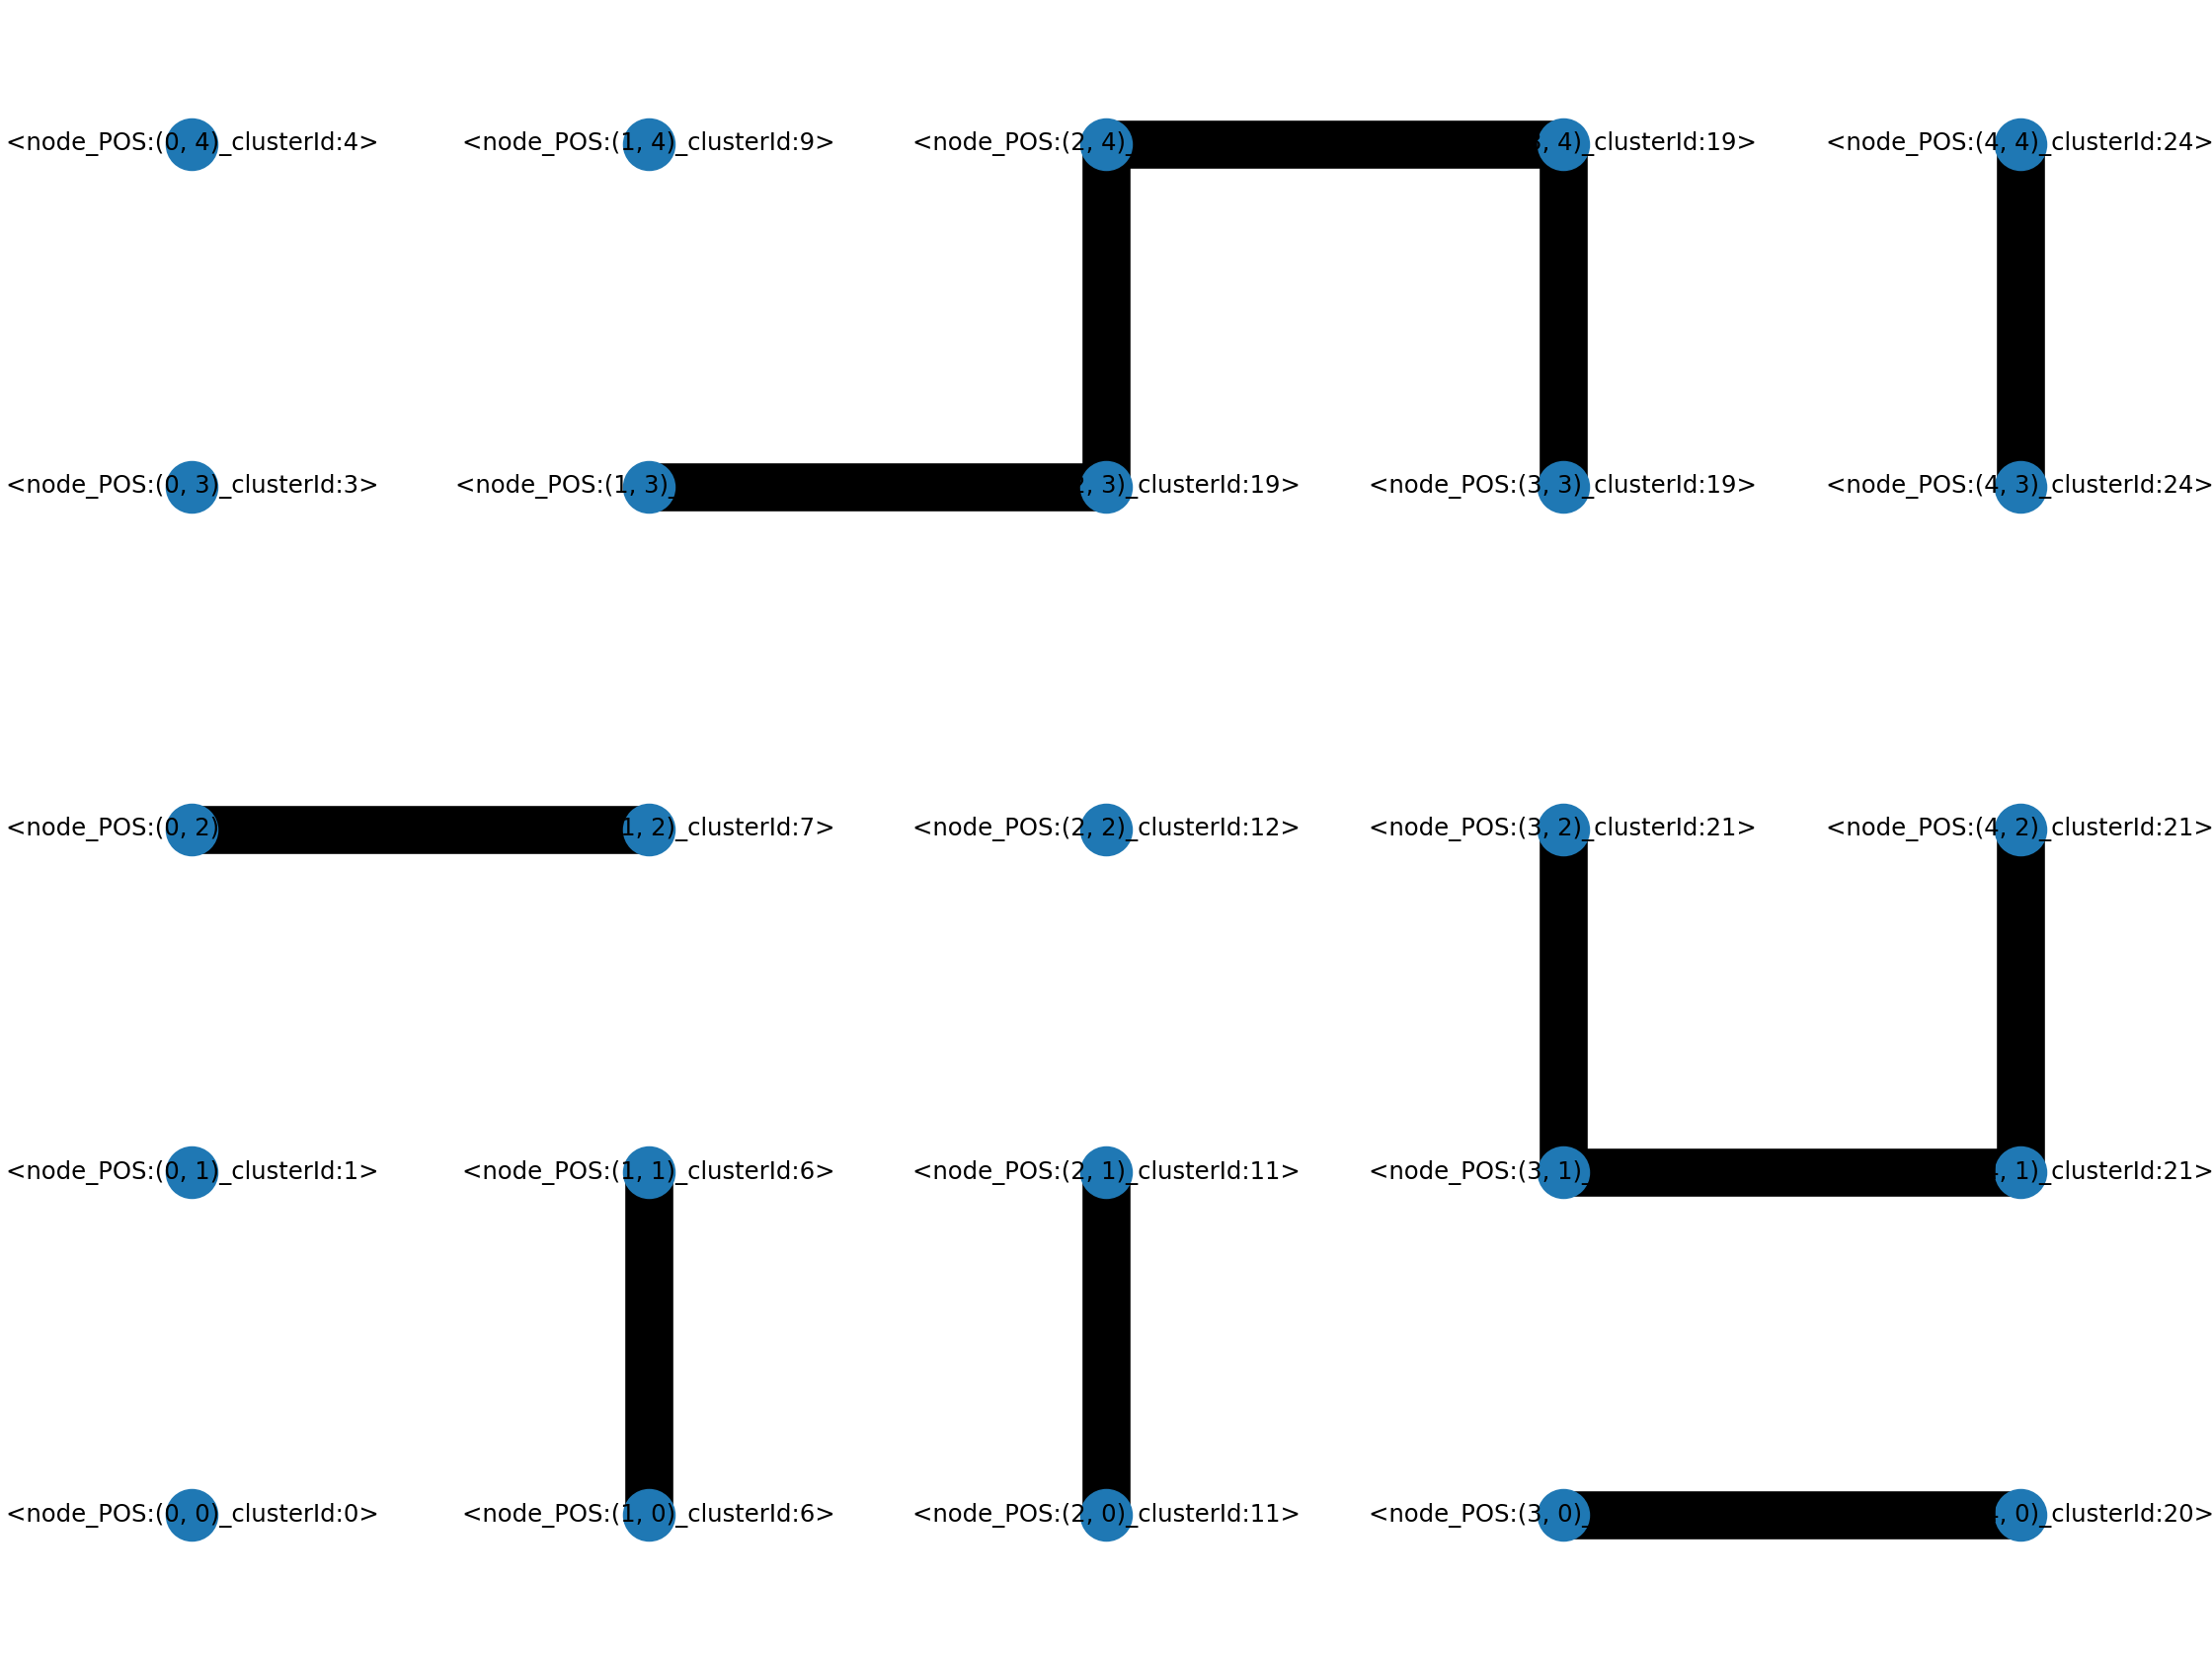 <node_POS:(0, 4)_clusterId:4> <node_POS:(1, 4)_clusterId:9> <node_POS:(2, 4)_ 3, 4)_clusterId:19> <node_POS:(4, 4)_clusterId:24>
<node_POS:(0, 3)_clusterId:3> <node_POS:(1, 3)_ 2, 3)_clusterId:19> <node_POS:(3, 3)_clusterId:19> <node_POS:(4, 3)_clusterId:24>
<node_POS:(0, 2) 1, 2)_clusterId:7> <node_POS:(2, 2)_clusterId:12> <node_POS:(3, 2)_clusterId:21> <node_POS:(4, 2)_clusterId:21>
<node_POS:(0, 1)_clusterId:1> <node_POS:(1, 1)_clusterId:6> <node_POS:(2, 1)_clusterId:11> <node_POS:(3, 1)_ , 1)_clusterId:21>
<node_POS:(0, 0)_clusterId:0> <node_POS:(1, 0)_clusterId:6> <node_POS:(2, 0)_clusterId:11> <node_POS:(3, 0)_ , 0)_clusterId:20>